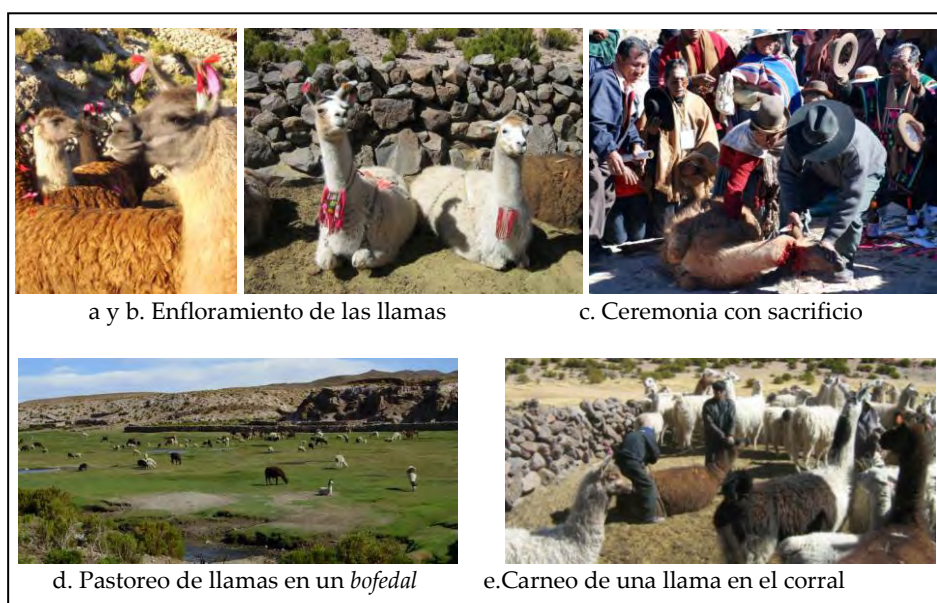 a y b. Enfloramiento de las llamas
c. Ceremonia con sacrificio
d. Pastoreo de llamas en un bofedal
e.Carneo de una llama en el corral